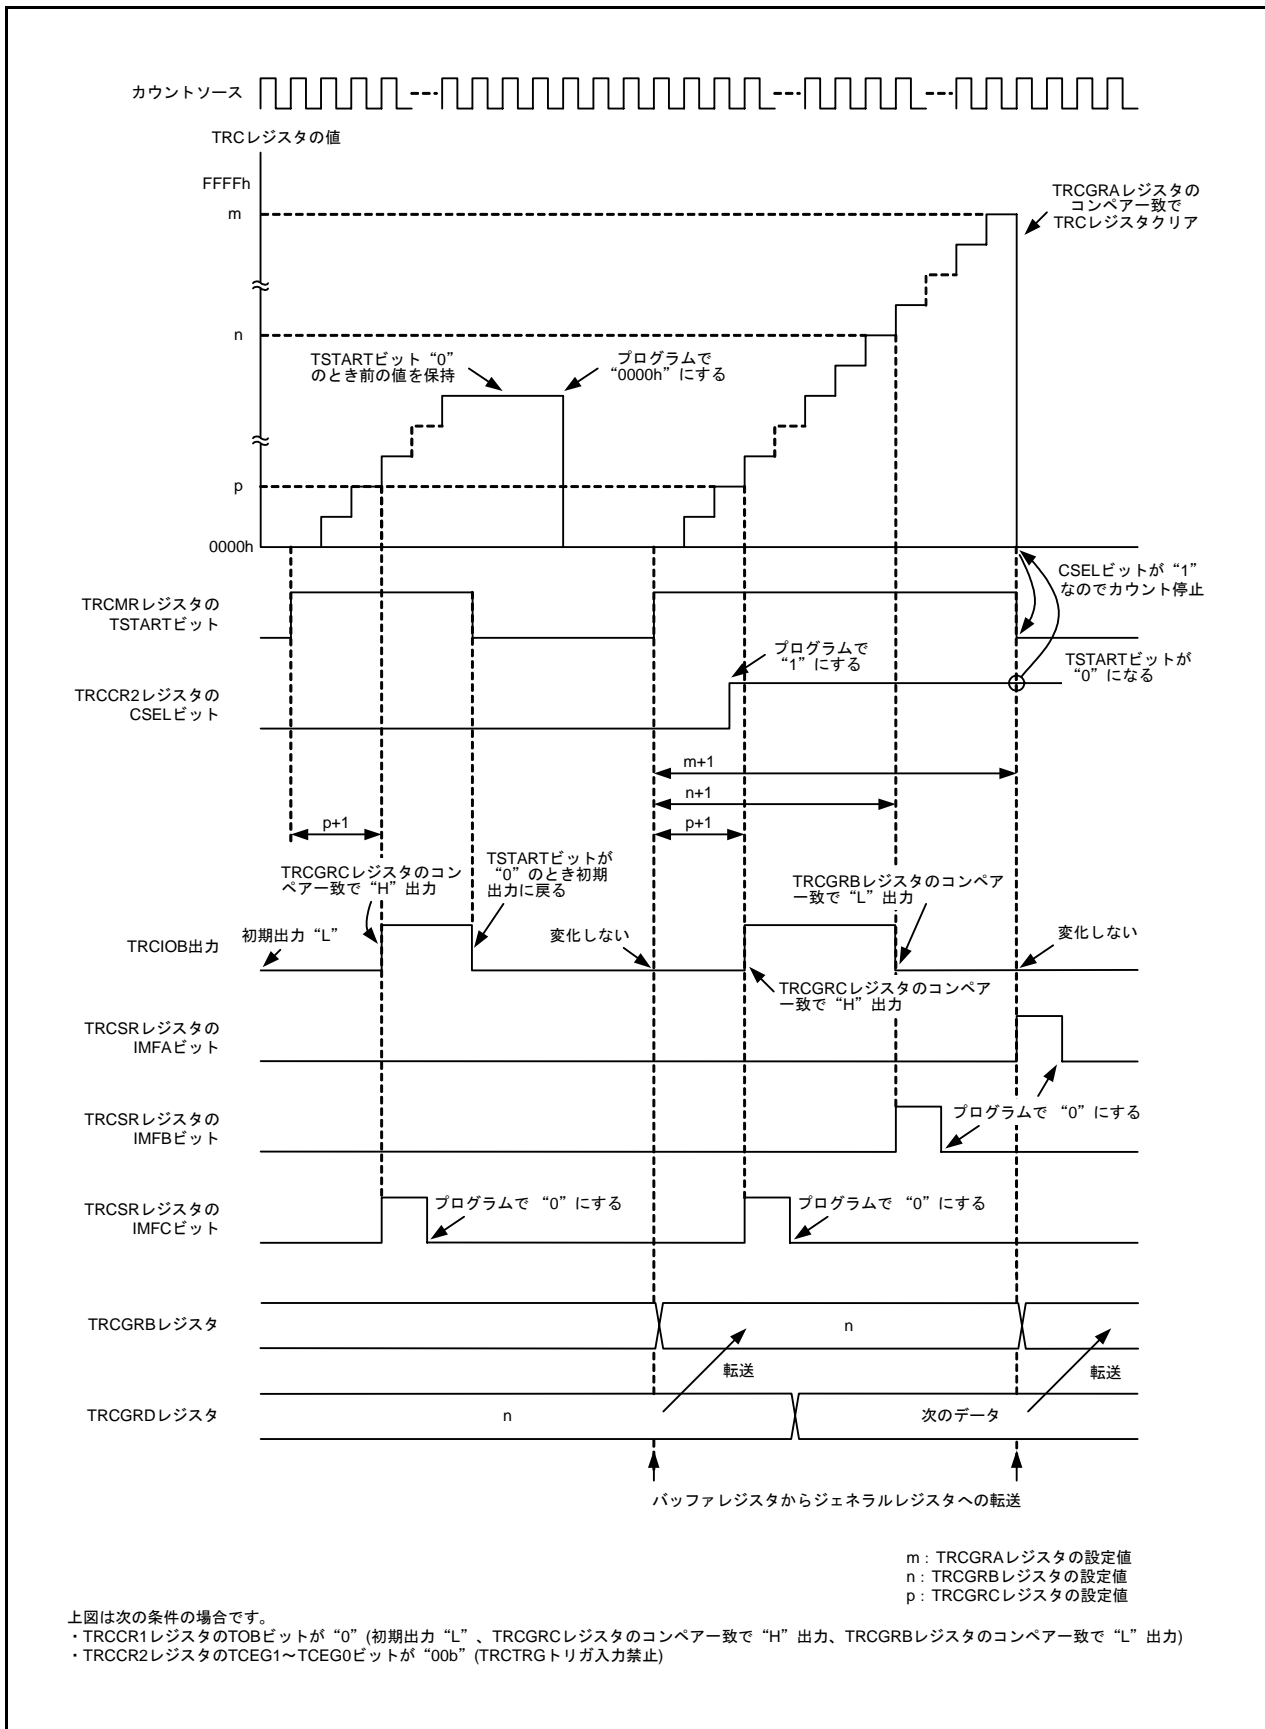 カウントソース
TRCレジスタの値
FFFFh
m
TRCGRAレジスタの
コンペア一致で
TRCレジスタクリア
n
TSTARTビット“0”
のとき前の値を保持
プログラムで
“0000h”にする
p
0000h
CSELビットが“1”
なのでカウント停止
TRCMRレジスタの
TSTARTビット
プログラムで
“1”にする
TSTARTビットが
“0”になる
TRCCR2レジスタの
CSELビット
m+1
n+1
p+1
p+1
TRCGRCレジスタのコン
ペア一致で“H”出力
TSTARTビットが
“0”のとき初期
出力に戻る
TRCGRBレジスタのコンペア
一致で“L”出力
TRCIOB出力
初期出力“L”
変化しない
変化しない
TRCGRCレジスタのコンペア
一致で“H”出力
TRCSRレジスタの
IMFAビット
TRCSRレジスタの
IMFBビット
プログラムで “0”にする
TRCSRレジスタの
IMFCビット
プログラムで “0”にする
プログラムで “0”にする
TRCGRBレジスタ
n
転送
転送
TRCGRDレジスタ
n
次のデータ
バッファレジスタからジェネラルレジスタへの転送
m : TRCGRAレジスタの設定値
n : TRCGRBレジスタの設定値
p : TRCGRCレジスタの設定値
上図は次の条件の場合です。
・TRCCR1レジスタのTOBビットが“0”(初期出力“L”、TRCGRCレジスタのコンペア一致で“H”出力、TRCGRBレジスタのコンペア一致で“L”出力)
・TRCCR2レジスタのTCEG1～TCEG0ビットが“00b”(TRCTRGトリガ入力禁止)